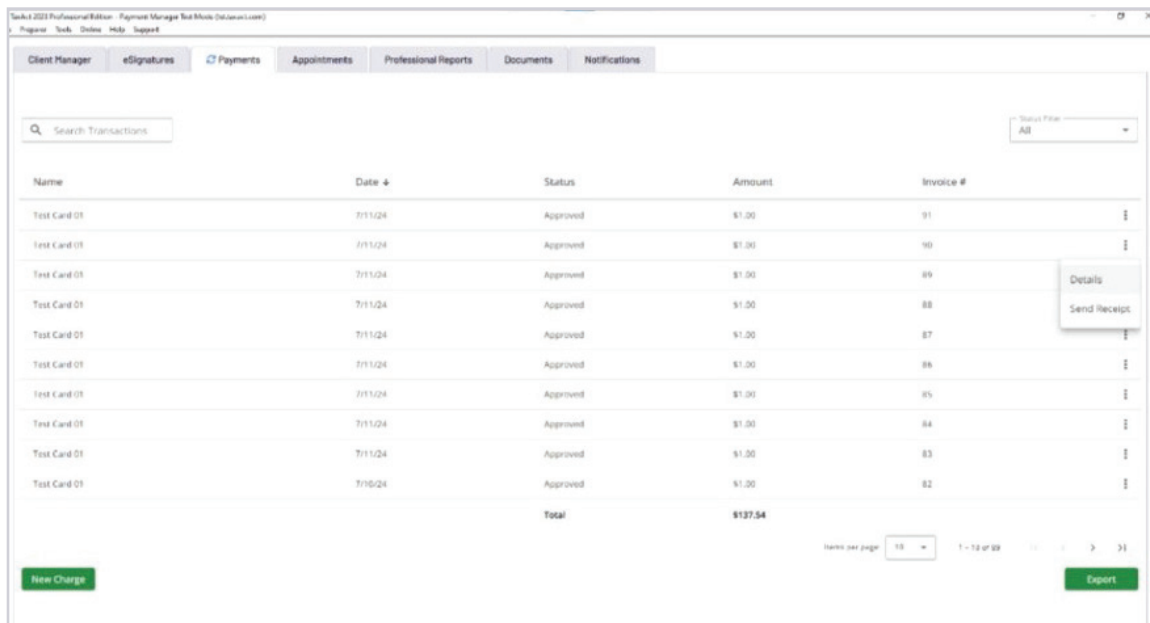 TaxAct 2023 Professional Edition - Payment Manager Test Mode (tst.taxact.com)
Preparer Tools Online Help Support
Client Manager eSignatures Payments Appointments Professional Reports Documents Notifications
Search Transactions
Status Filter
All
Name Date Status Amount Invoice #
Test Card 01 7/11/24 Approved $1.00 91
Test Card 01 7/11/24 Approved $1.00 90
Test Card 01 7/11/24 Approved $1.00 89
Details
Test Card 01 7/11/24 Approved $1.00 88
Send Receipt
Test Card 01 7/11/24 Approved $1.00 87
Test Card 01 7/11/24 Approved $1.00 86
Test Card 01 7/11/24 Approved $1.00 85
Test Card 01 7/11/24 Approved $1.00 84
Test Card 01 7/11/24 Approved $1.00 83
Test Card 01 7/10/24 Approved $1.00 82
Total $137.54
Items per page 10 1 - 10 of
New Charge Export